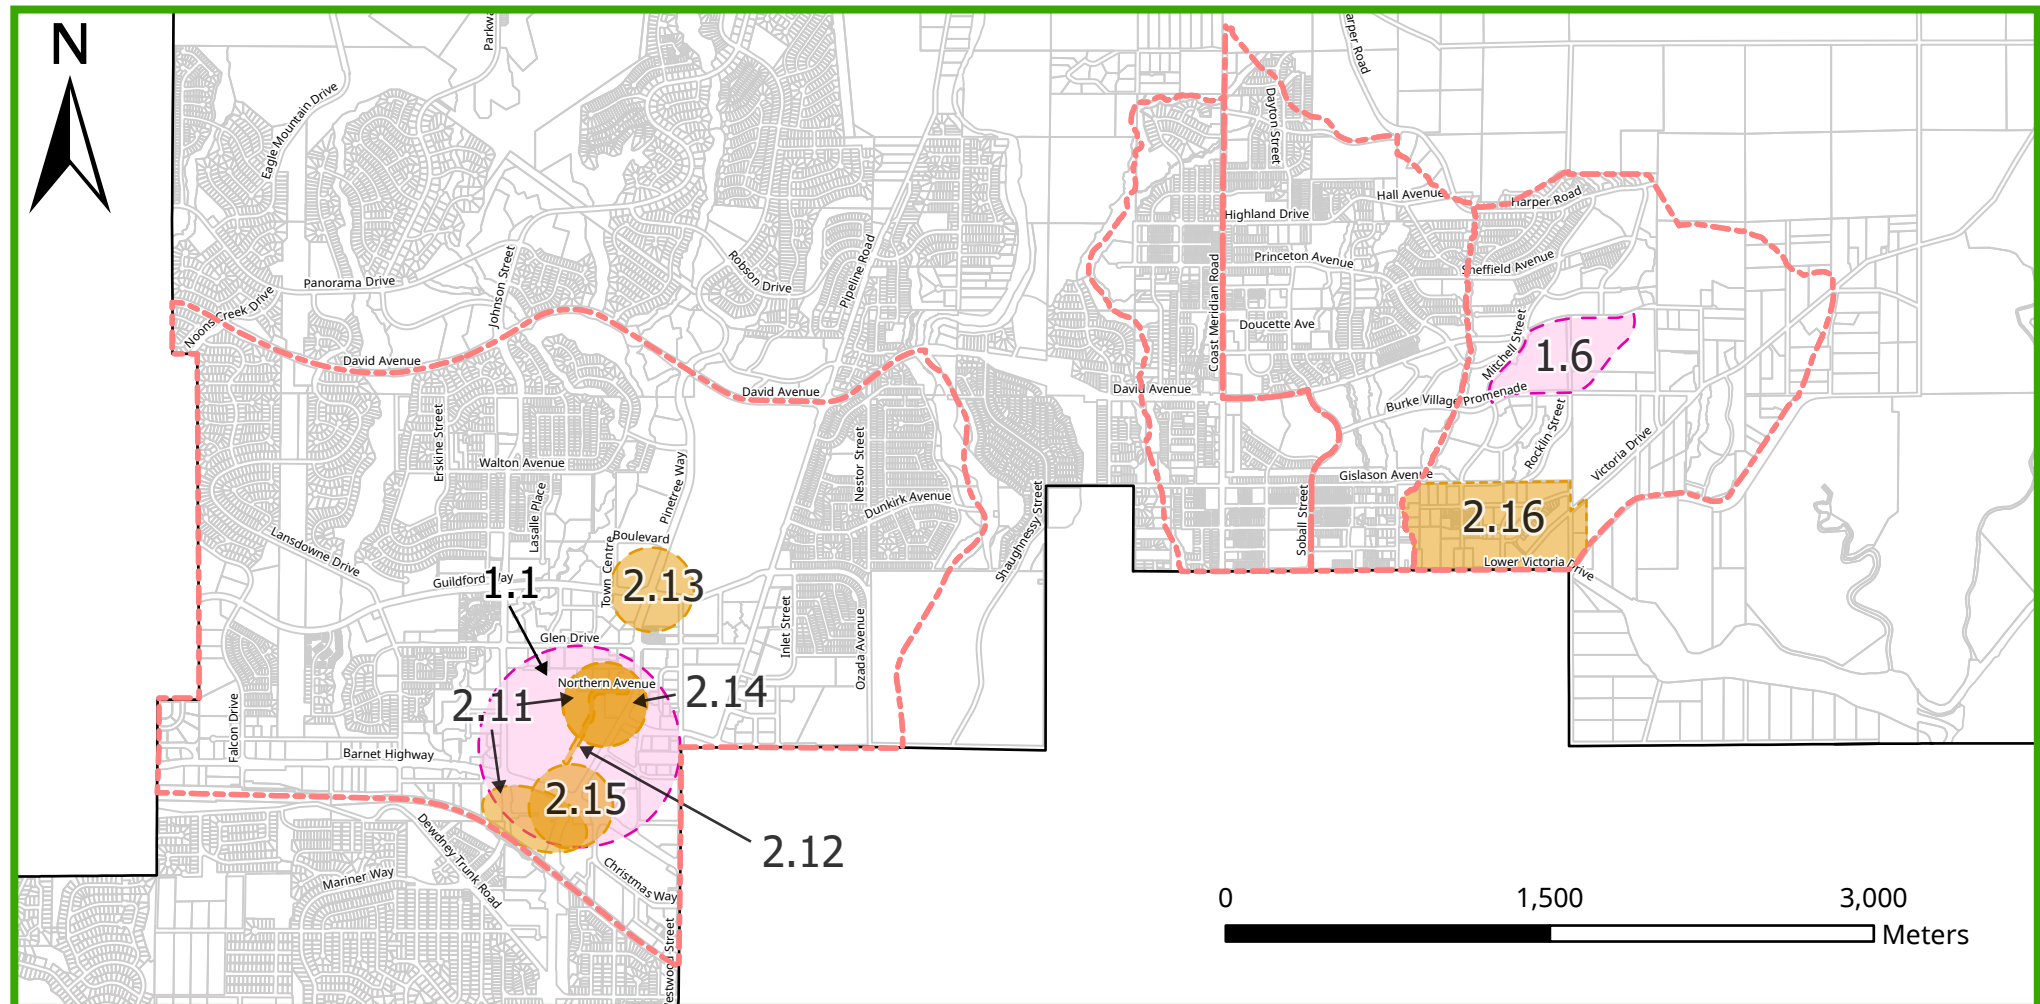 N
Parkwa
arper Road
Eagle Mountain Drive
Dayton Street
Hall Avenue
Harper Road
Highland Drive
Johnson Street
Robson Drive
Pipeline Road
Princeton Avenue
Sheffield Avenue
Panorama Drive
Noons Creek Drive
Coast Meridian Road
Doucette Ave
Mitchell Street
1.6
David Avenue
David Avenue
David Avenue
Burke Village Promenade
Erskine Street
Walton Avenue
Nestor Street
Rocklin Street
Victoria Drive
Pinetree Way
Gislason Avenue
Lasalle Place
Dunkirk Avenue
Shaughnessy Street
Soball Street
2.16
Lansdowne Drive
Town Centre Boulevard
Lower Victoria Drive
Guildford Way
1.1
2.13
Inlet Street
Ozada Avenue
Glen Drive
Northern Avenue
2.11
2.14
Falcon Drive
Barnet Highway
2.15
2.12
Dewdney Trunk Road
Mariner Way
Christmas Way
estwood Street
0 1,500 3,000
Meters